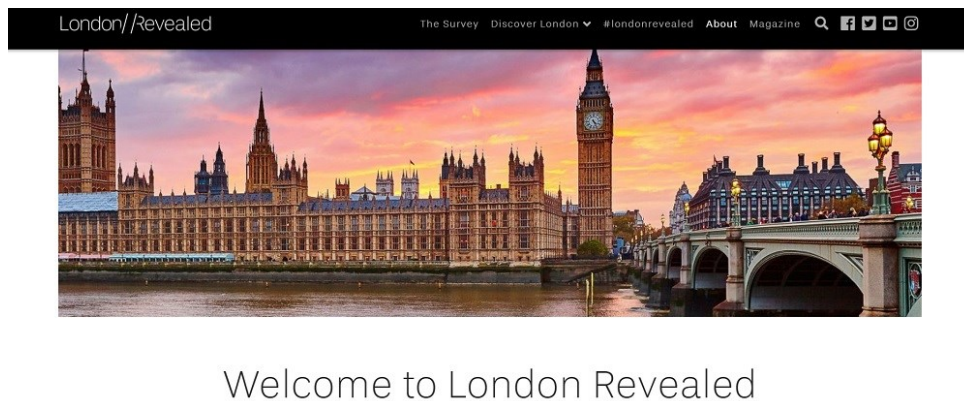 London//Revealed
The Survey Discover London #londonrevealed About Magazine
Welcome to London Revealed